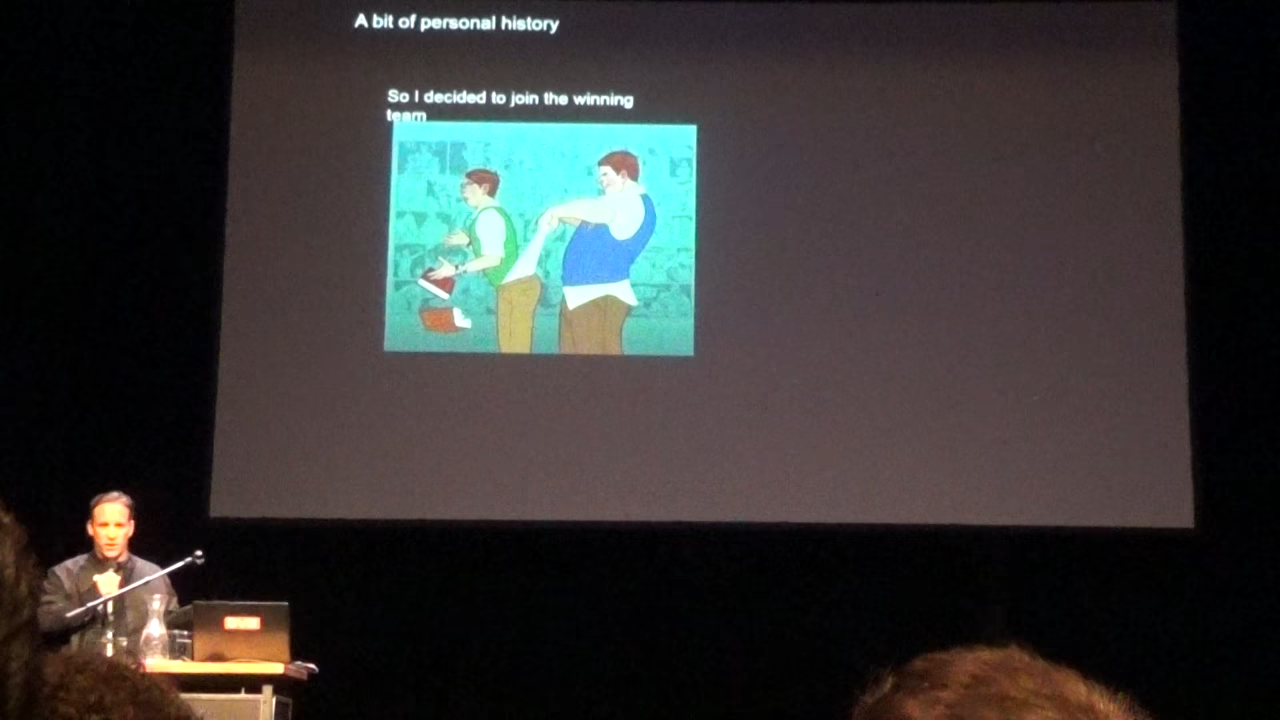 A bit of personal history
So I decided to join the winning
team